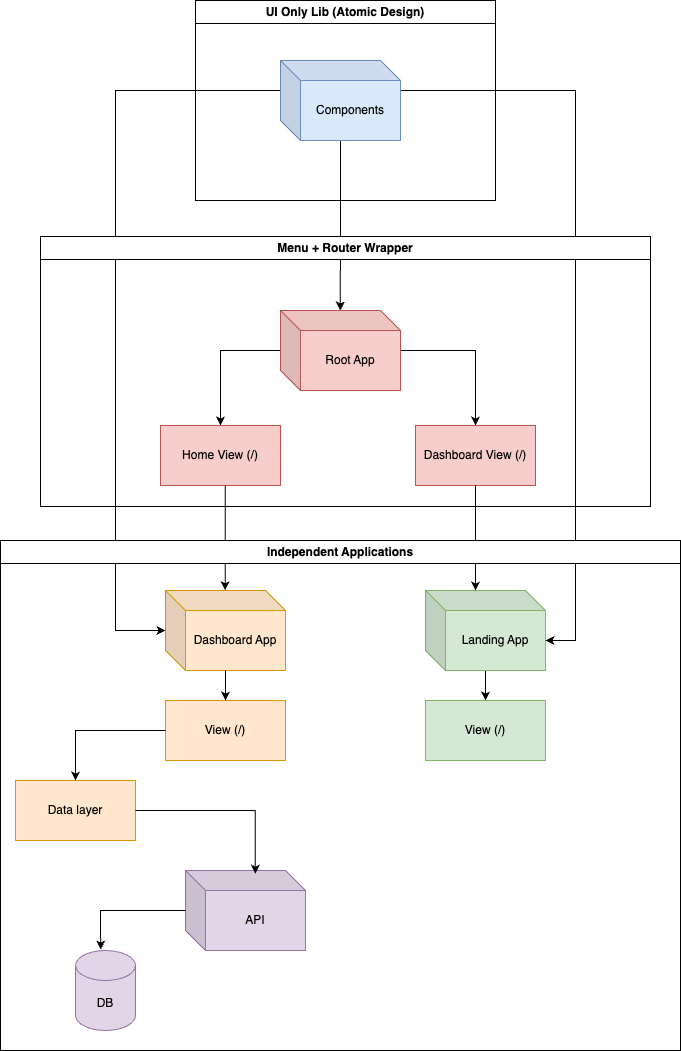 UI Only Lib (Atomic Design)
Components
Menu + Router Wrapper
Root App
Home View (/)
Dashboard View (/)
Independent Applications
Dashboard App
Landing App
View (/)
View (/)
Data layer
API
DB